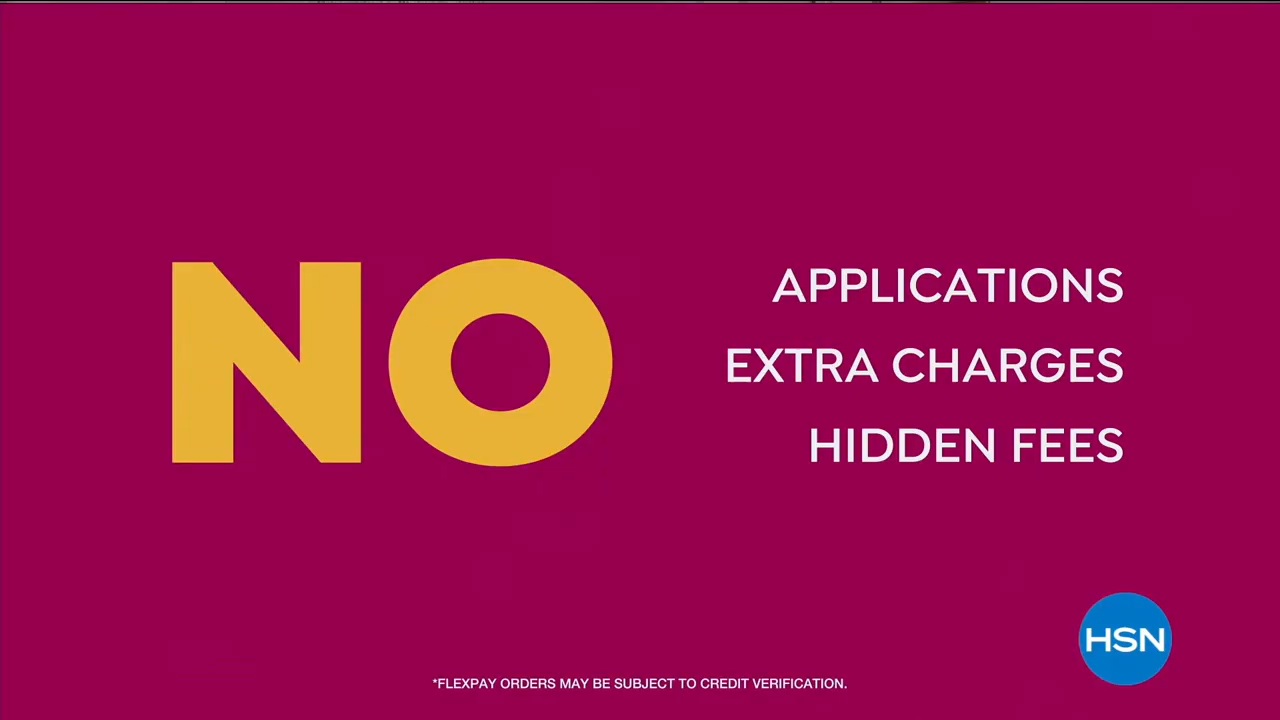 NO
APPLICATIONS
EXTRA CHARGES
HIDDEN FEES
HSN
*FLEXPAY ORDERS MAY BE SUBJECT TO CREDIT VERIFICATION.